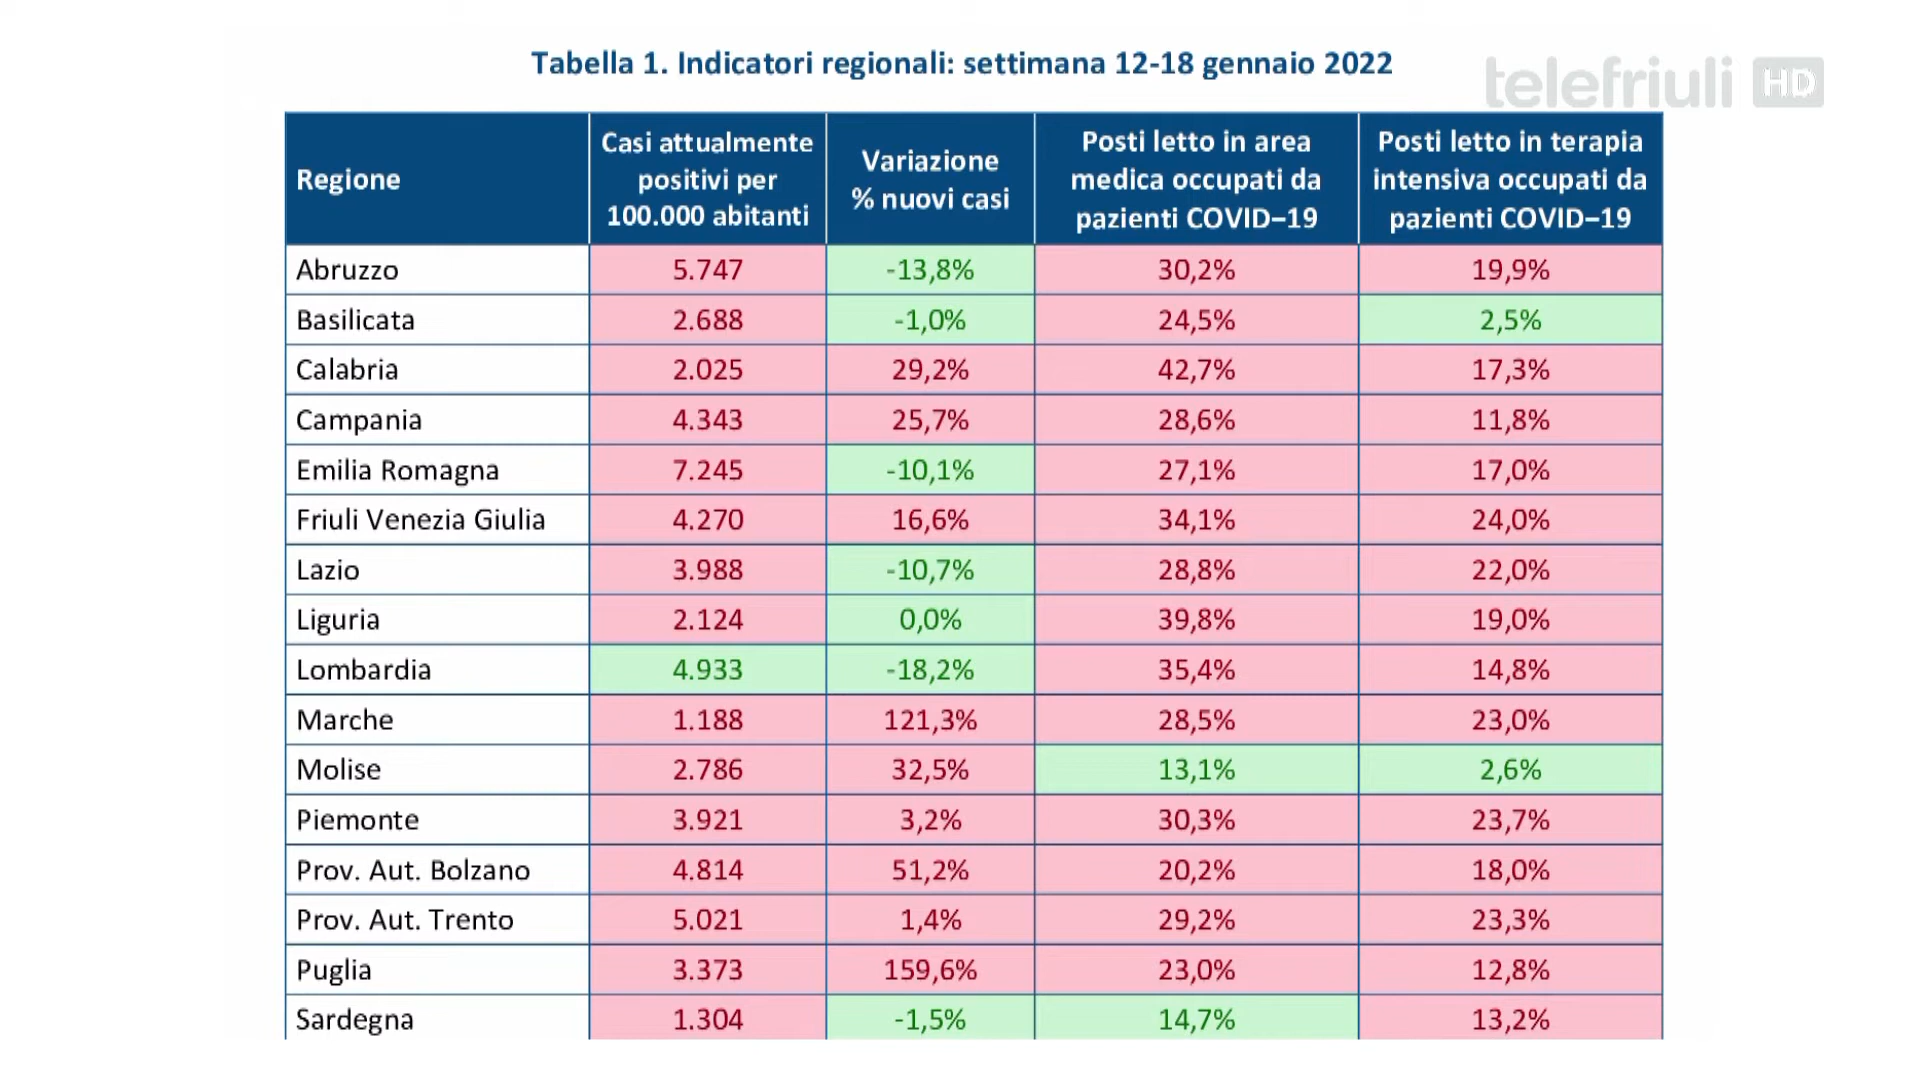 Tabella 1. Indicatori regionali: settimana 12-18 gennaio 2022
telefriuli HD
Regione
Casi attualmente
positivi per
100.000 abitanti
Variazione
% nuovi casi
Posti letto in area
medica occupati da
pazienti COVID–19
Posti letto in terapia
intensiva occupati da
pazienti COVID–19
Abruzzo 5.747 -13,8% 30,2% 19,9%
Basilicata 2.688 -1,0% 24,5% 2,5%
Calabria 2.025 29,2% 42,7% 17,3%
Campania 4.343 25,7% 28,6% 11,8%
Emilia Romagna 7.245 -10,1% 27,1% 17,0%
Friuli Venezia Giulia 4.270 16,6% 34,1% 24,0%
Lazio 3.988 -10,7% 28,8% 22,0%
Liguria 2.124 0,0% 39,8% 19,0%
Lombardia 4.933 -18,2% 35,4% 14,8%
Marche 1.188 121,3% 28,5% 23,0%
Molise 2.786 32,5% 13,1% 2,6%
Piemonte 3.921 3,2% 30,3% 23,7%
Prov. Aut. Bolzano 4.814 51,2% 20,2% 18,0%
Prov. Aut. Trento 5.021 1,4% 29,2% 23,3%
Puglia 3.373 159,6% 23,0% 12,8%
Sardegna 1.304 -1,5% 14,7% 13,2%